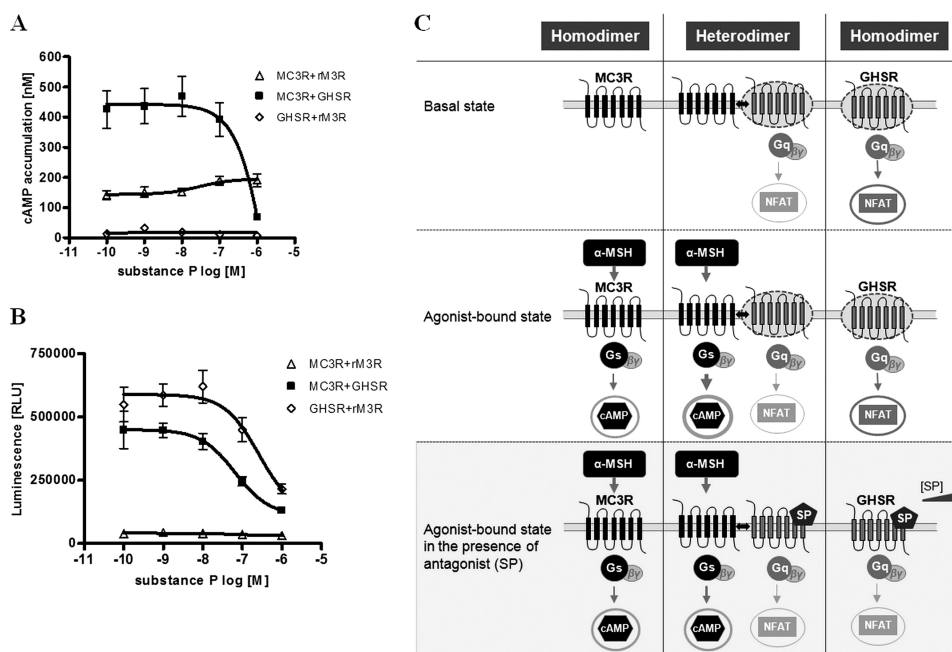 A
600
500
400
300
200
100
0
cAMP accumulation [nM]
-11 -10 -9 -8 -7 -6 -5
substance P log [M]
MC3R+rM3R
MC3R+GHSR
GHSR+rM3R
B
750000
500000
250000
0
Luminescence [RLU]
-11 -10 -9 -8 -7 -6 -5
substance P log [M]
MC3R+rM3R
MC3R+GHSR
GHSR+rM3R
C
Homodimer Heterodimer Homodimer
Basal state
MC3R GHSR
Gq βγ Gq βγ
NFAT NFAT
Agonist-bound state
α-MSH α-MSH
MC3R GHSR
Gs βγ Gs βγ Gq βγ Gq βγ
cAMP cAMP NFAT NFAT
Agonist-bound state
in the presence of
antagonist (SP)
α-MSH α-MSH
[SP]
MC3R GHSR
SP SP
Gs βγ Gs βγ Gq βγ Gq βγ
cAMP cAMP NFAT NFAT